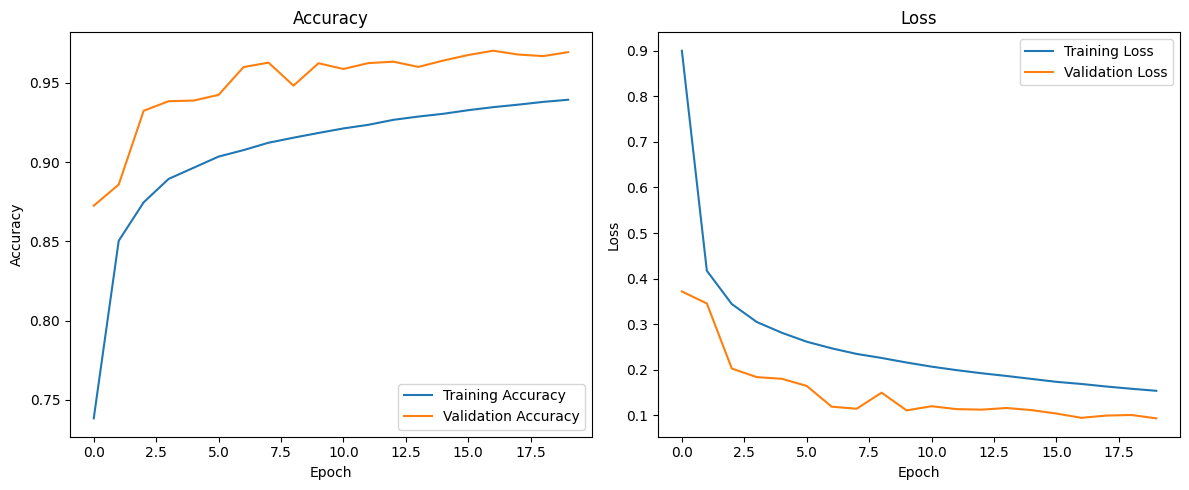 Accuracy
0.95
0.90
0.85
0.80
0.75
Accuracy
Training Accuracy
Validation Accuracy
0.0 2.5 5.0 7.5 10.0 12.5 15.0 17.5
Epoch
Loss
0.9
0.8
0.7
0.6
0.5
0.4
0.3
0.2
0.1
Loss
Training Loss
Validation Loss
0.0 2.5 5.0 7.5 10.0 12.5 15.0 17.5
Epoch